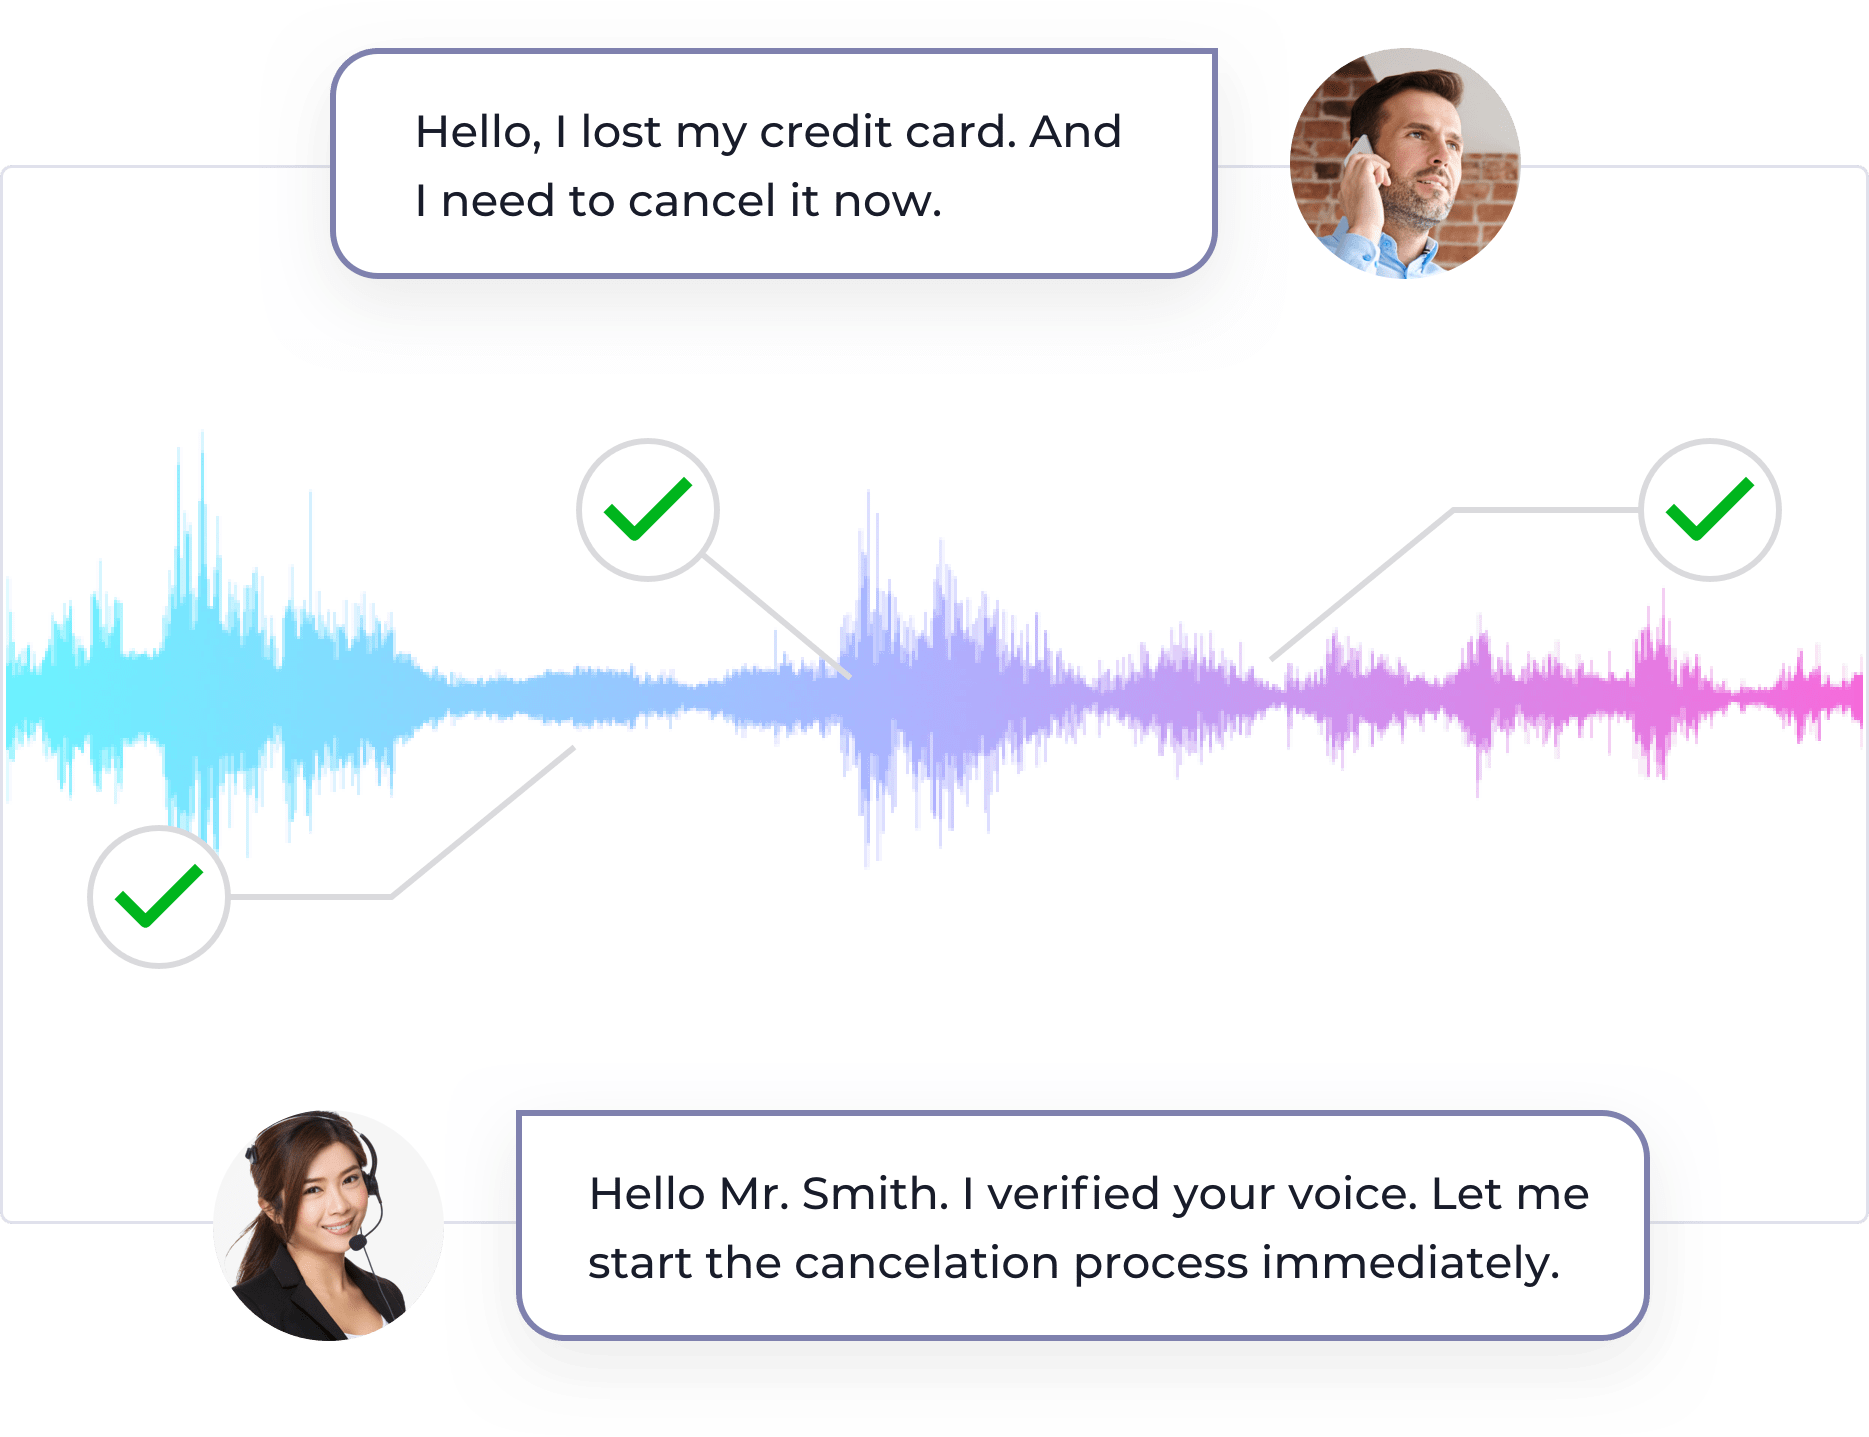 Hello, I lost my credit card. And
I need to cancel it now.
Hello Mr. Smith. I verified your voice. Let me
start the cancelation process immediately.